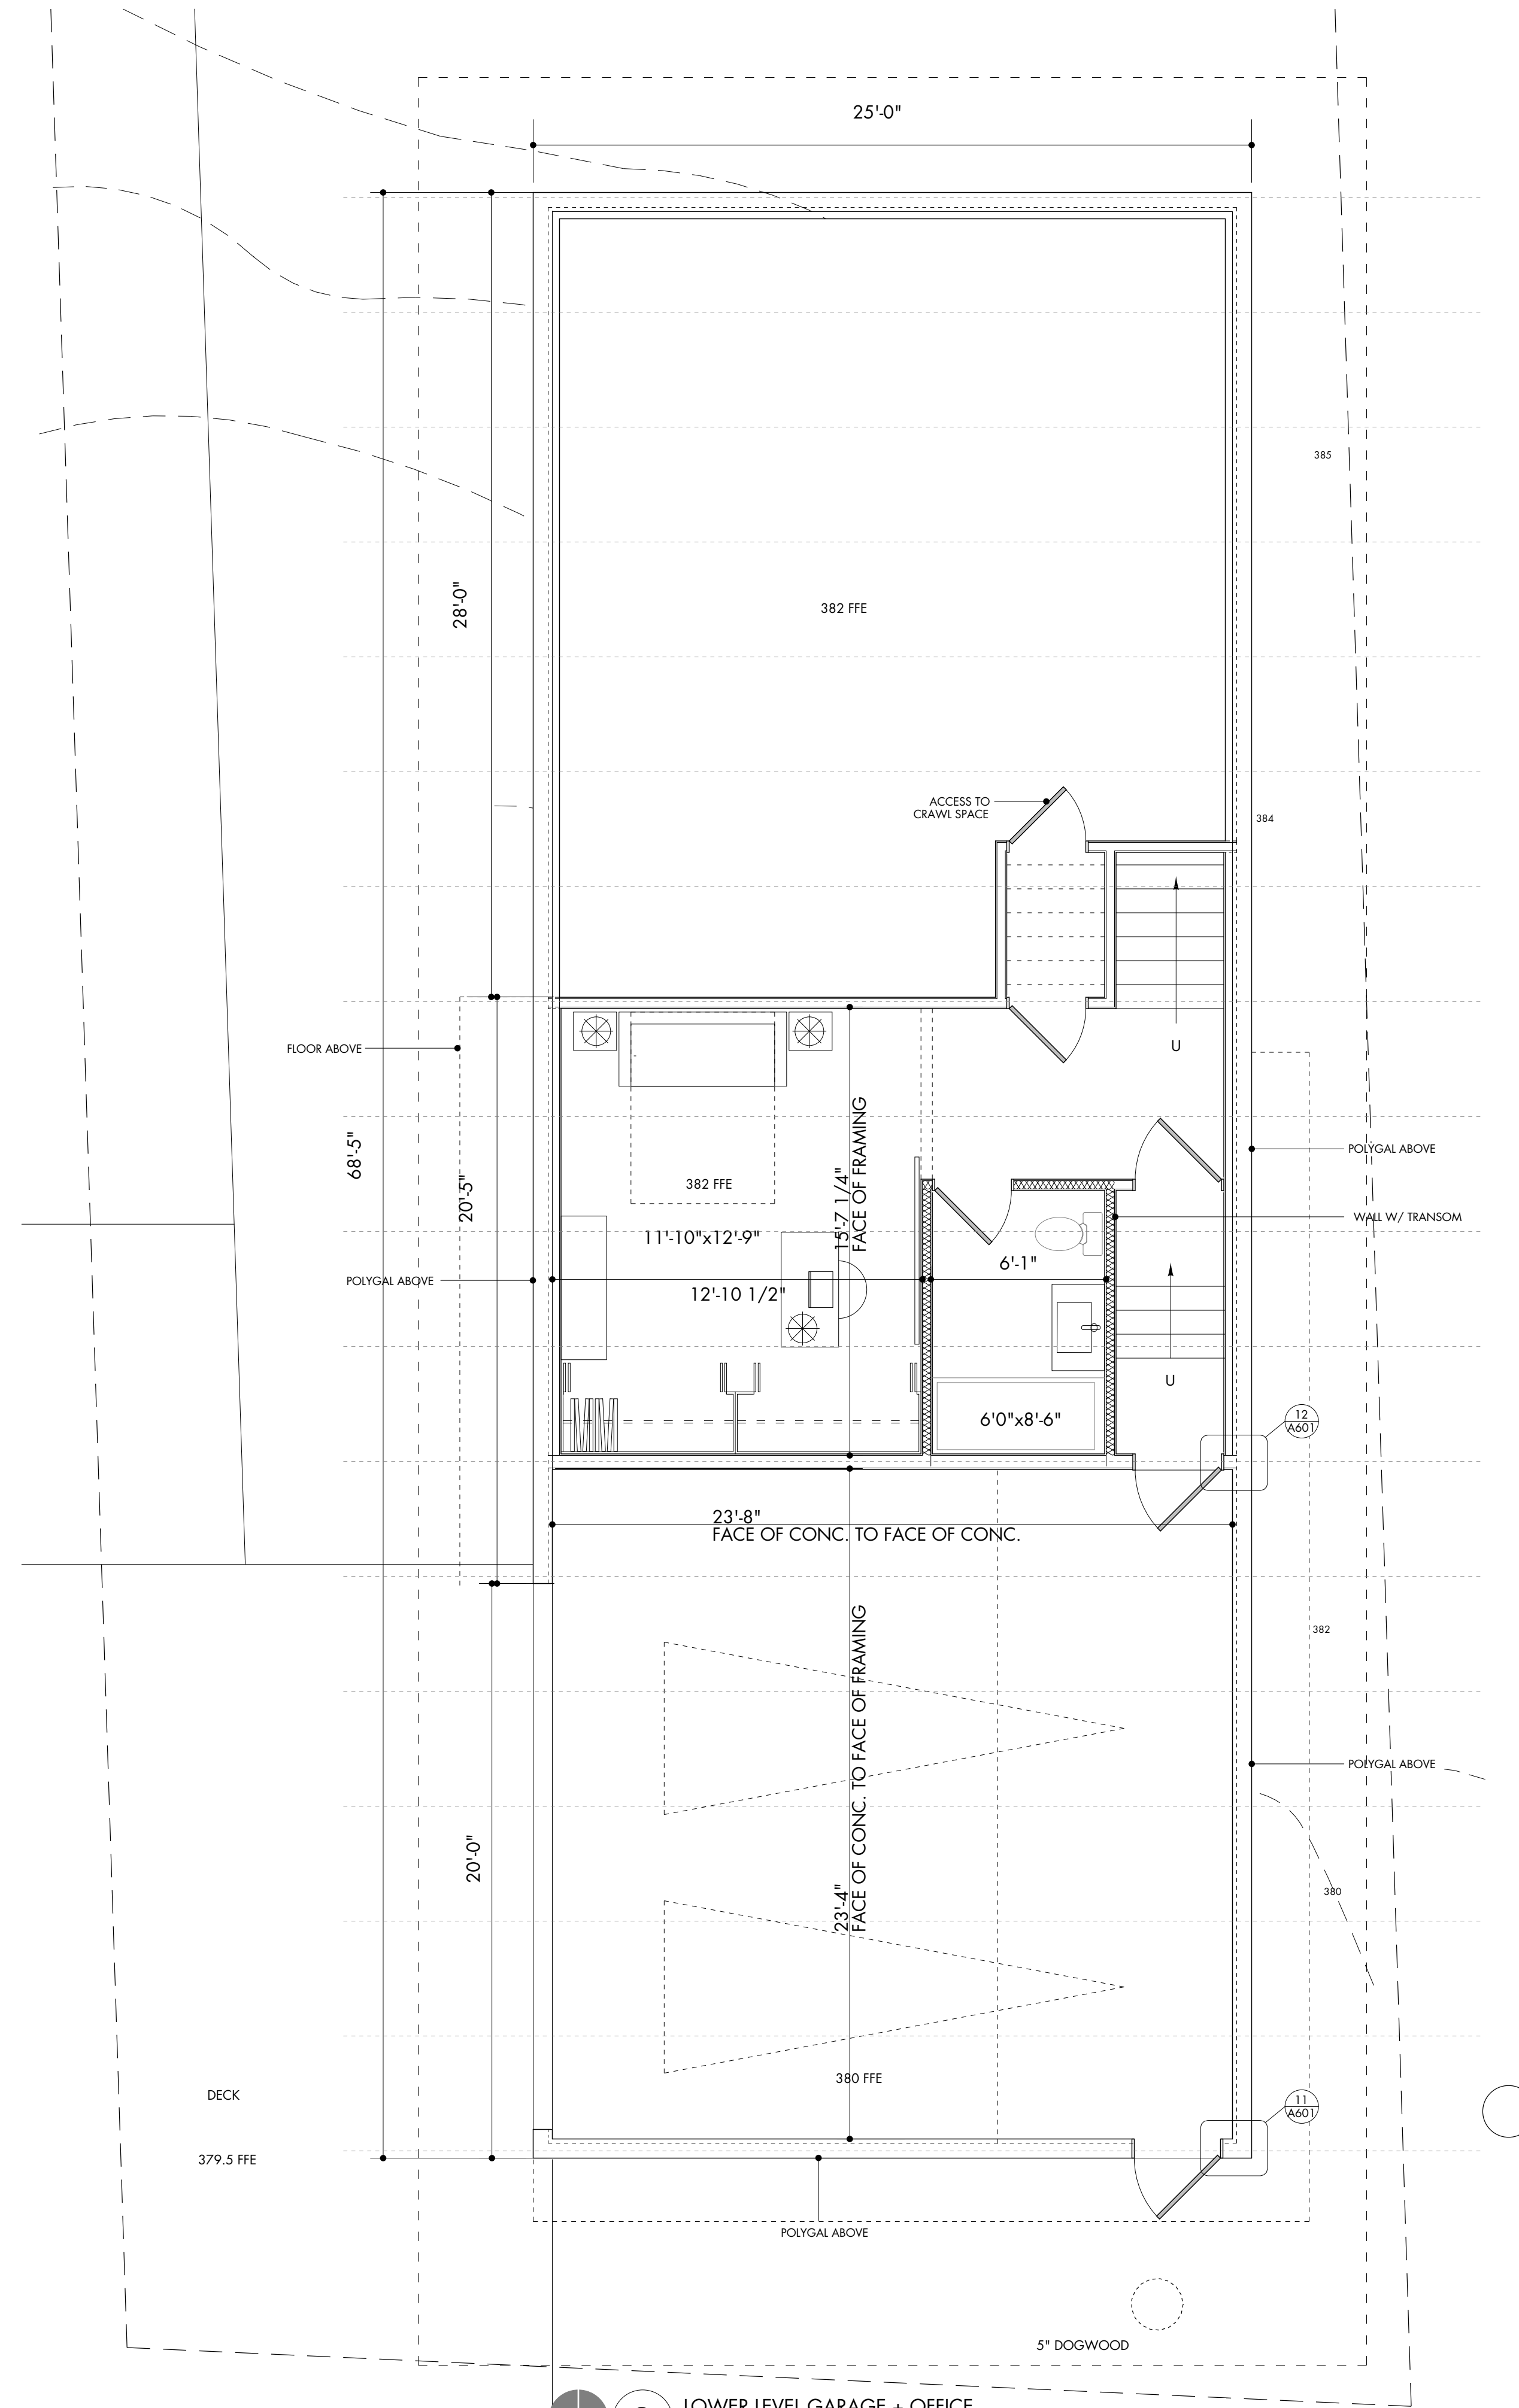 25'-0"
385
28'-0"
382 FFE
ACCESS TO
CRAWL SPACE
384
U
FLOOR ABOVE
68'-5"
20'-5"
15'-7 1/4"
FACE OF FRAMING
POLYGAL ABOVE
382 FFE
WALL W/ TRANSOM
11'-10"x12'-9"
6'-1"
POLYGAL ABOVE
12'-10 1/2"
U
6'0"x8'-6"
12
A601
23'-8"
FACE OF CONC. TO FACE OF CONC.
382
23'-4"
FACE OF CONC. TO FACE OF FRAMING
POLYGAL ABOVE
20'-0"
380
380 FFE
DECK
11
A601
379.5 FFE
POLYGAL ABOVE
5" DOGWOOD
LOWER LEVEL GARAGE + OFFICE